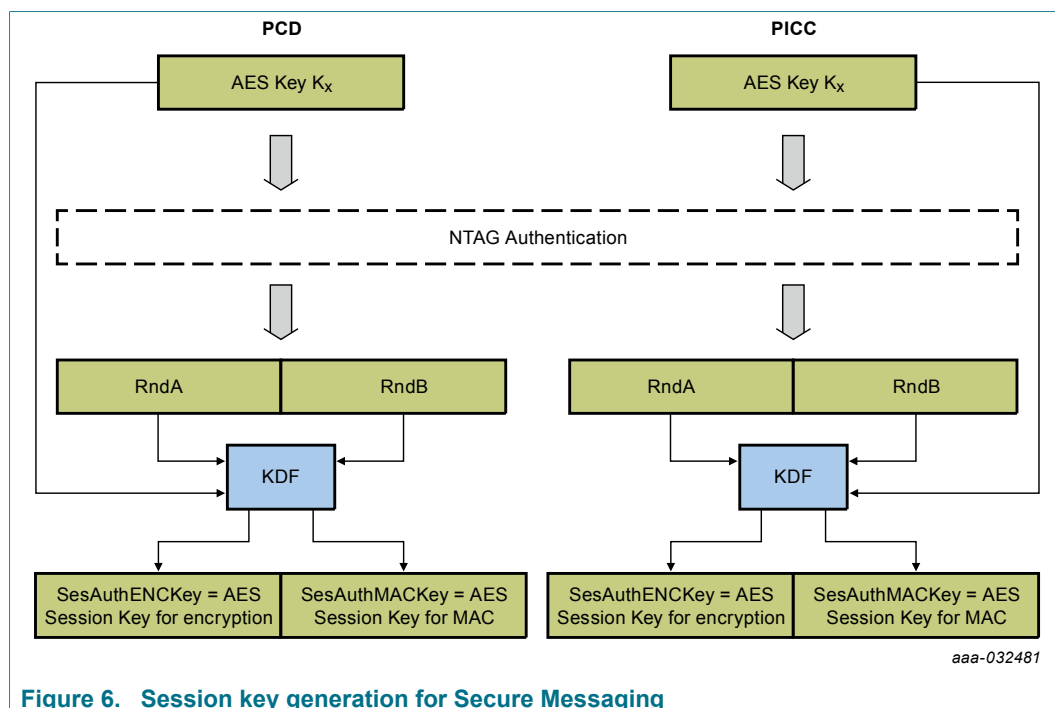 PCD
PICC
AES Key Kx
AES Key Kx
NTAG Authentication
RndA
RndB
RndA
RndB
KDF
KDF
SesAuthENCKey = AES
Session Key for encryption
SesAuthMACKey = AES
Session Key for MAC
SesAuthENCKey = AES
Session Key for encryption
SesAuthMACKey = AES
Session Key for MAC
aaa-032481
Figure 6. Session key generation for Secure Messaging